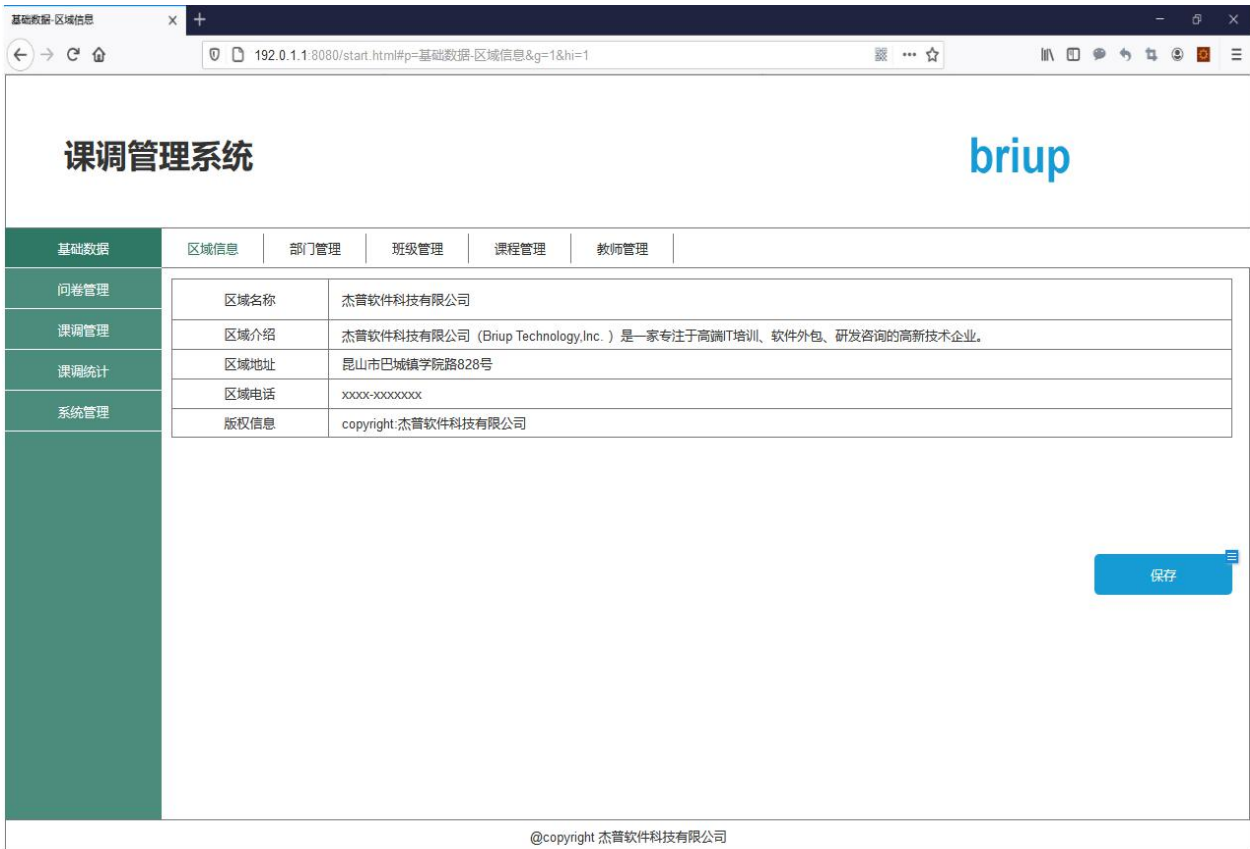 基础数据-区域信息
192.0.1.1:8080/start.html#p=基础数据-区域信息&g=1&hi=1
课调管理系统
briup
基础数据
区域信息 部门管理 班级管理 课程管理 教师管理
问卷管理
课调管理
课调统计
系统管理
区域名称 杰普软件科技有限公司
区域介绍 杰普软件科技有限公司（Briup Technology,Inc. ）是一家专注于高端IT培训、软件外包、研发咨询的高新技术企业。
区域地址 昆山市巴城镇学院路828号
区域电话 xxxx-xxxxxxx
版权信息 copyright:杰普软件科技有限公司
保存
@copyright 杰普软件科技有限公司